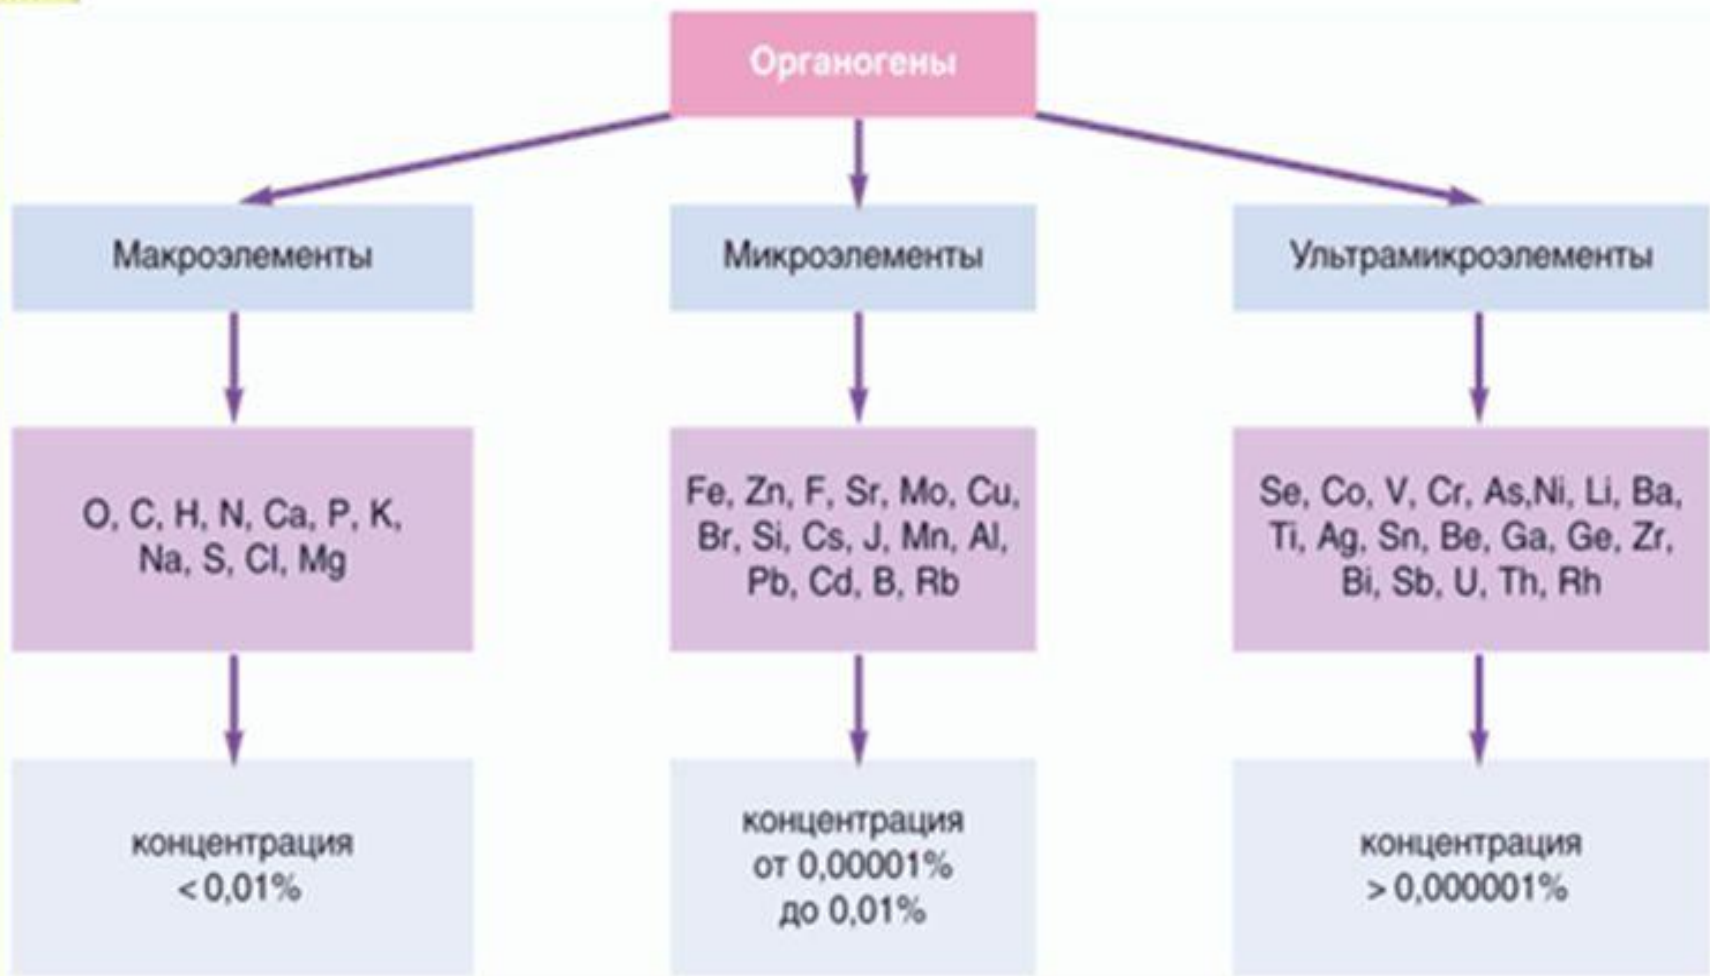 Органогены
Макроэлементы
Микроэлементы
Ультрамикроэлементы
O, C, H, N, Ca, P, K,
Na, S, Cl, Mg
Fe, Zn, F, Sr, Mo, Cu,
Br, Si, Cs, J, Mn, Al,
Pb, Cd, B, Rb
Se, Co, V, Cr, As,Ni, Li, Ba,
Ti, Ag, Sn, Be, Ga, Ge, Zr,
Bi, Sb, U, Th, Rh
концентрация
< 0,01%
концентрация
от 0,00001%
до 0,01%
концентрация
> 0,000001%